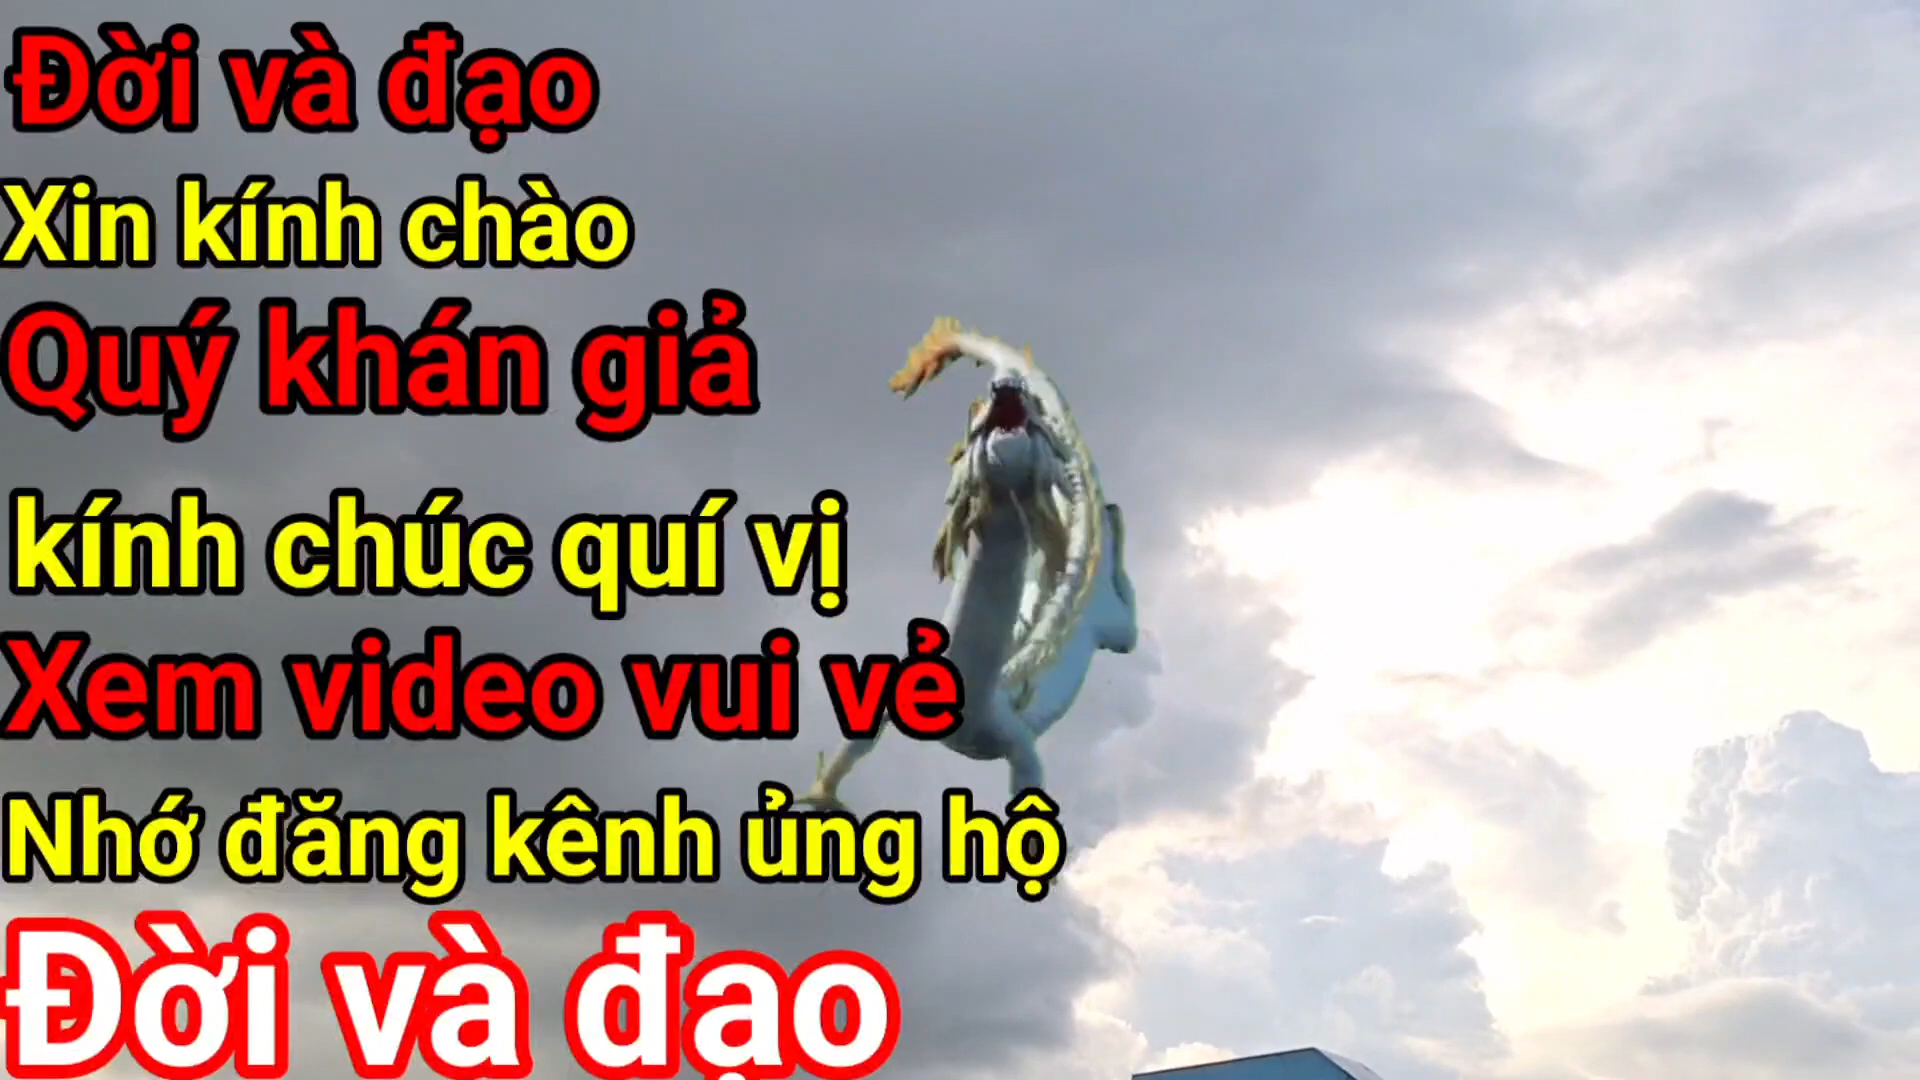 Đời và đạo
Xin kính chào
Quý khán giả
kính chúc quí vị
Xem video vui vẻ
Nhớ đăng kênh ủng hộ
Đời và đạo